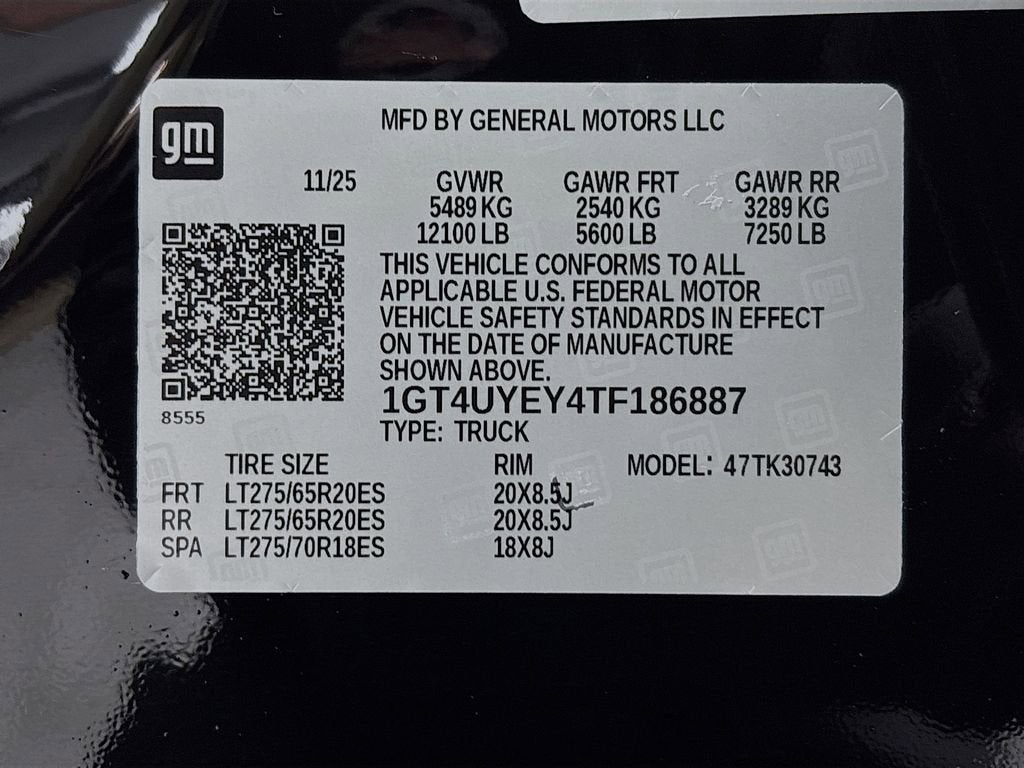 gm
MFD BY GENERAL MOTORS LLC
11/25 GVWR GAWR FRT GAWR RR
5489 KG 2540 KG 3289 KG
12100 LB 5600 LB 7250 LB
THIS VEHICLE CONFORMS TO ALL
APPLICABLE U.S. FEDERAL MOTOR
VEHICLE SAFETY STANDARDS IN EFFECT
ON THE DATE OF MANUFACTURE
SHOWN ABOVE.
8555
1GT4UYEY4TF186887
TYPE: TRUCK
TIRE SIZE RIM MODEL: 47TK30743
FRT LT275/65R20ES 20X8.5J
RR LT275/65R20ES 20X8.5J
SPA LT275/70R18ES 18X8J